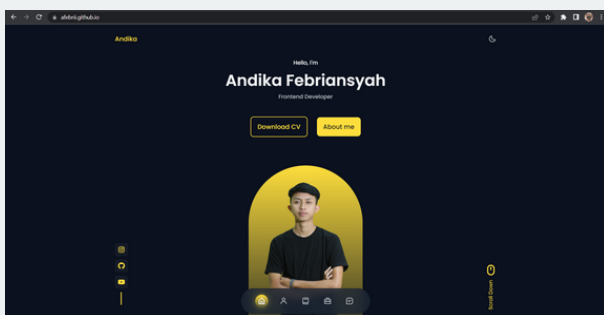 afebrii.github.io
Andika
Hello, I'm
Andika Febriansyah
Frontend Developer
Download CV
About me
Scroll Down